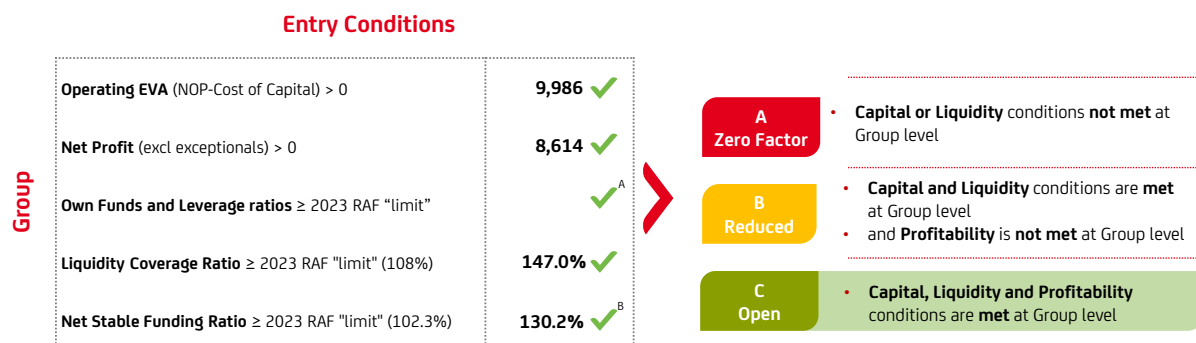 Entry Conditions
Group
Operating EVA (NOP-Cost of Capital) > 0
9,986
Net Profit (excl exceptionals) > 0
8,614
Own Funds and Leverage ratios ≥ 2023 RAF “limit”
A
Liquidity Coverage Ratio ≥ 2023 RAF "limit" (108%)
147.0%
Net Stable Funding Ratio ≥ 2023 RAF "limit" (102.3%)
130.2%
B
A
Zero Factor
• Capital or Liquidity conditions not met at
Group level
B
Reduced
• Capital and Liquidity conditions are met
at Group level
• and Profitability is not met at Group level
C
Open
• Capital, Liquidity and Profitability
conditions are met at Group level